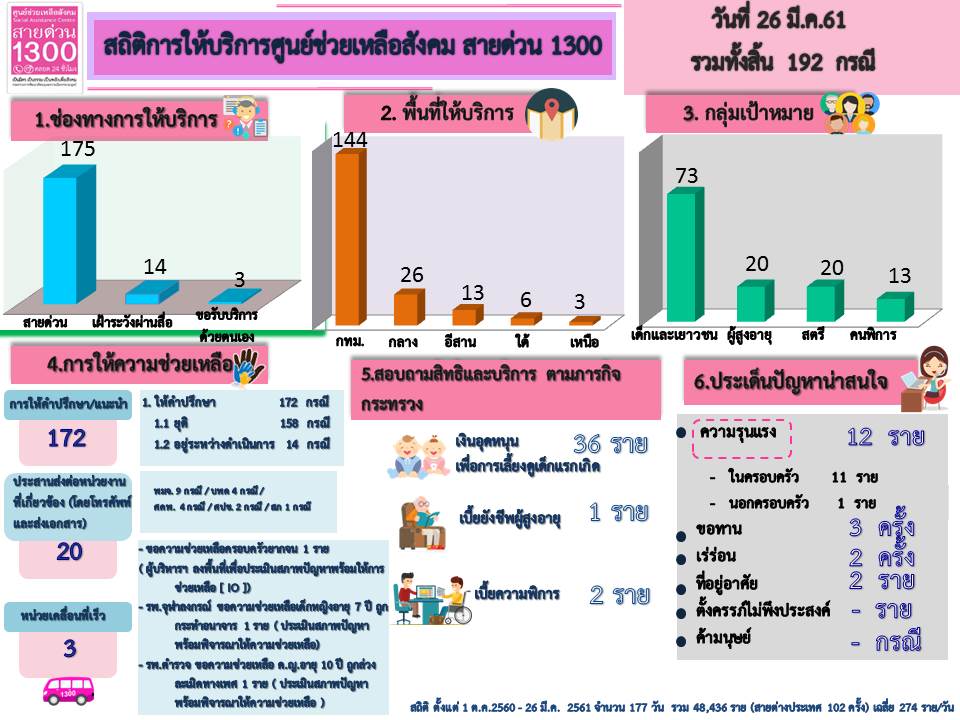 ศูนย์ช่วยเหลือสังคม
Social Assistance Centre
สายด่วน
1300
ตลอด 24 ชั่วโมง
สถิติการให้บริการศูนย์ช่วยเหลือสังคม สายด่วน 1300
วันที่ 26 มี.ค.61
รวมทั้งสิ้น 192 กรณี
1.ช่องทางการให้บริการ
175
14
3
สายด่วน
เฝ้าระวังผ่านสื่อ
ขอรับบริการ
ด้วยตนเอง
2. พื้นที่ให้บริการ
144
26
13
6
3
กทม.
กลาง
อีสาน
ใต้
เหนือ
3. กลุ่มเป้าหมาย
73
20
20
13
เด็กและเยาวชน
ผู้สูงอายุ
สตรี
คนพิการ
4.การให้ความช่วยเหลือ
การให้คำปรึกษา/แนะนำ
172
1. ให้คำปรึกษา 172 กรณี
1.1 ยุติ 158 กรณี
1.2 อยู่ระหว่างดำเนินการ 14 กรณี
ประสานส่งต่อหน่วยงาน
ที่เกี่ยวข้อง (โดยโทรศัพท์
และส่งเอกสาร)
20
พมจ. 9 กรณี / บพด 4 กรณี /
สดพ. 4 กรณี / สปช. 2 กรณี / สก 1 กรณี
หน่วยเคลื่อนที่เร็ว
3
1300
- ขอความช่วยเหลือครอบครัวยากจน 1 ราย
( ผู้บริหารฯ ลงพื้นที่เพื่อประเมินสภาพปัญหาพร้อมให้การ
ช่วยเหลือ [ IO ])
- รพ.จุฬาลงกรณ์ ขอความช่วยเหลือเด็กหญิงอายุ 7 ปี ถูก
กระทำอนาจาร 1 ราย ( ประเมินสภาพปัญหา
พร้อมพิจารณาให้ความช่วยเหลือ)
- รพ.ตำรวจ ขอความช่วยเหลือ ด.ญ.อายุ 10 ปี ถูกล่วง
ละเมิดทางเพศ 1 ราย ( ประเมินสภาพปัญหา
พร้อมพิจารณาให้ความช่วยเหลือ )
5.สอบถามสิทธิและบริการ ตามภารกิจ
กระทรวง
เงินอุดหนุน 36 ราย
เพื่อการเลี้ยงดูเด็กแรกเกิด
เบี้ยยังชีพผู้สูงอายุ 1 ราย
เบี้ยความพิการ 2 ราย
6.ประเด็นปัญหาน่าสนใจ
ความรุนแรง 12 ราย
- ในครอบครัว 11 ราย
- นอกครอบครัว 1 ราย
ขอทาน 3 ครั้ง
เร่ร่อน 2 ครั้ง
ที่อยู่อาศัย 2 ราย
ตั้งครรภ์ไม่พึงประสงค์ - ราย
ค้ามนุษย์ - กรณี
สถิติ ตั้งแต่ 1 ต.ค.2560 - 26 มี.ค. 2561 จำนวน 177 วัน รวม 48,436 ราย (สายต่างประเทศ 102 ครั้ง) เฉลี่ย 274 ราย/วัน